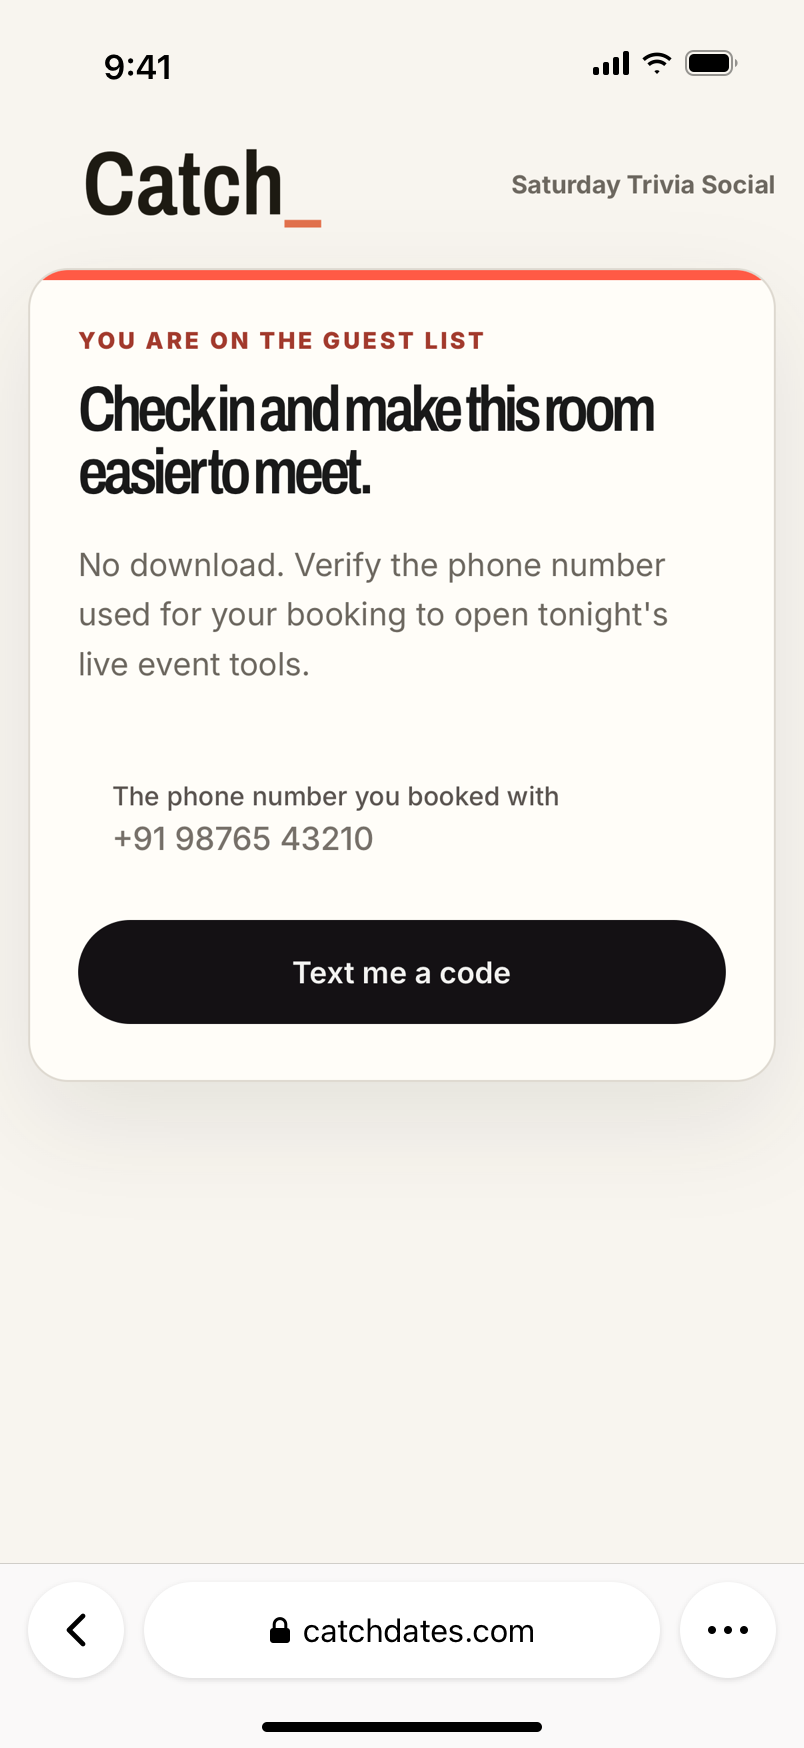 9:41
Catch_
Saturday Trivia Social
YOU ARE ON THE GUEST LIST
Check in and make this room
easier to meet.
No download. Verify the phone number
used for your booking to open tonight's
live event tools.
The phone number you booked with
+91 98765 43210
Text me a code
catchdates.com